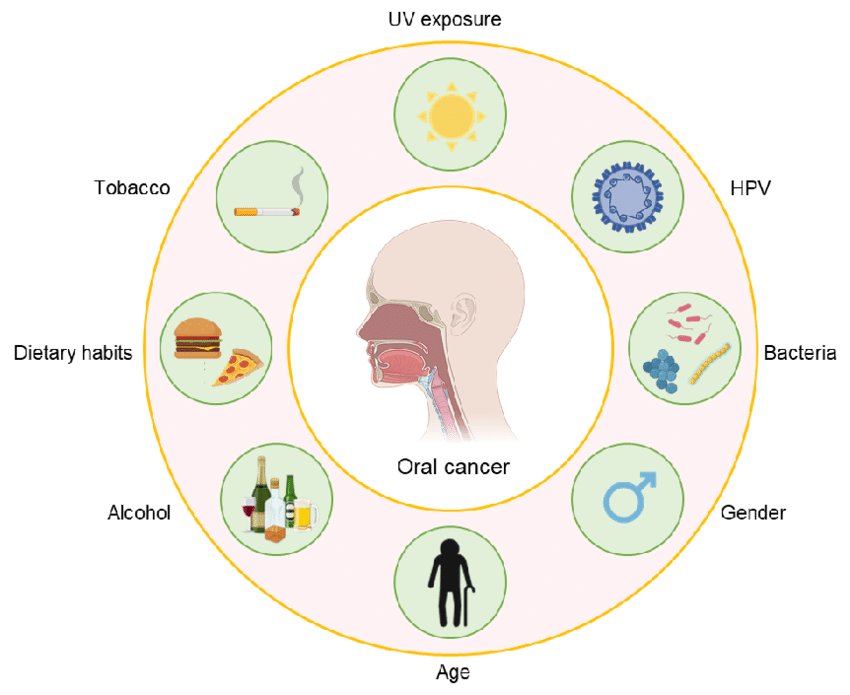 UV exposure
Tobacco
HPV
Dietary habits
Bacteria
Oral cancer
Alcohol
Gender
Age